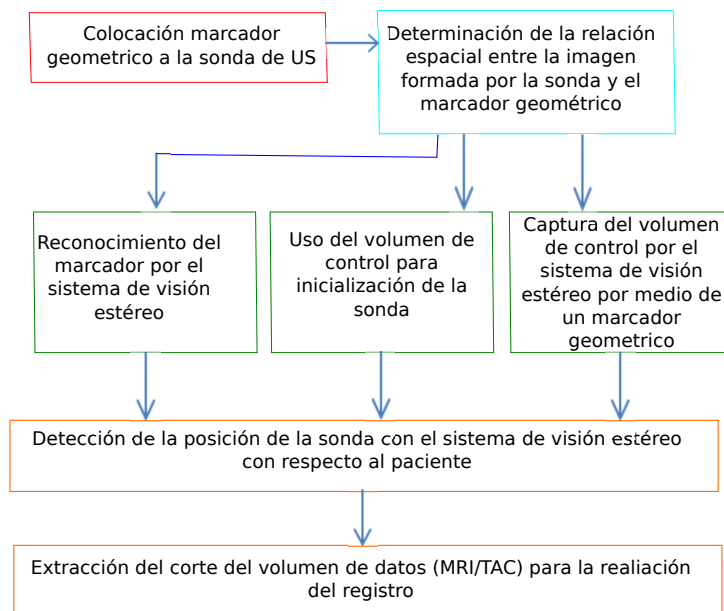 Colocación marcador
geometrico a la sonda de US
Determinación de la relación
espacial entre la imagen
formada por la sonda y el
marcador geométrico
Reconocimiento del
marcador por el
sistema de visión
estéreo
Uso del volumen de
control para
inicialización de la
sonda
Captura del volumen
de control por el
sistema de visión
estéreo por medio de
un marcador
geometrico
Detección de la posición de la sonda con el sistema de visión estéreo
con respecto al paciente
Extracción del corte del volumen de datos (MRI/TAC) para la realiación
del registro